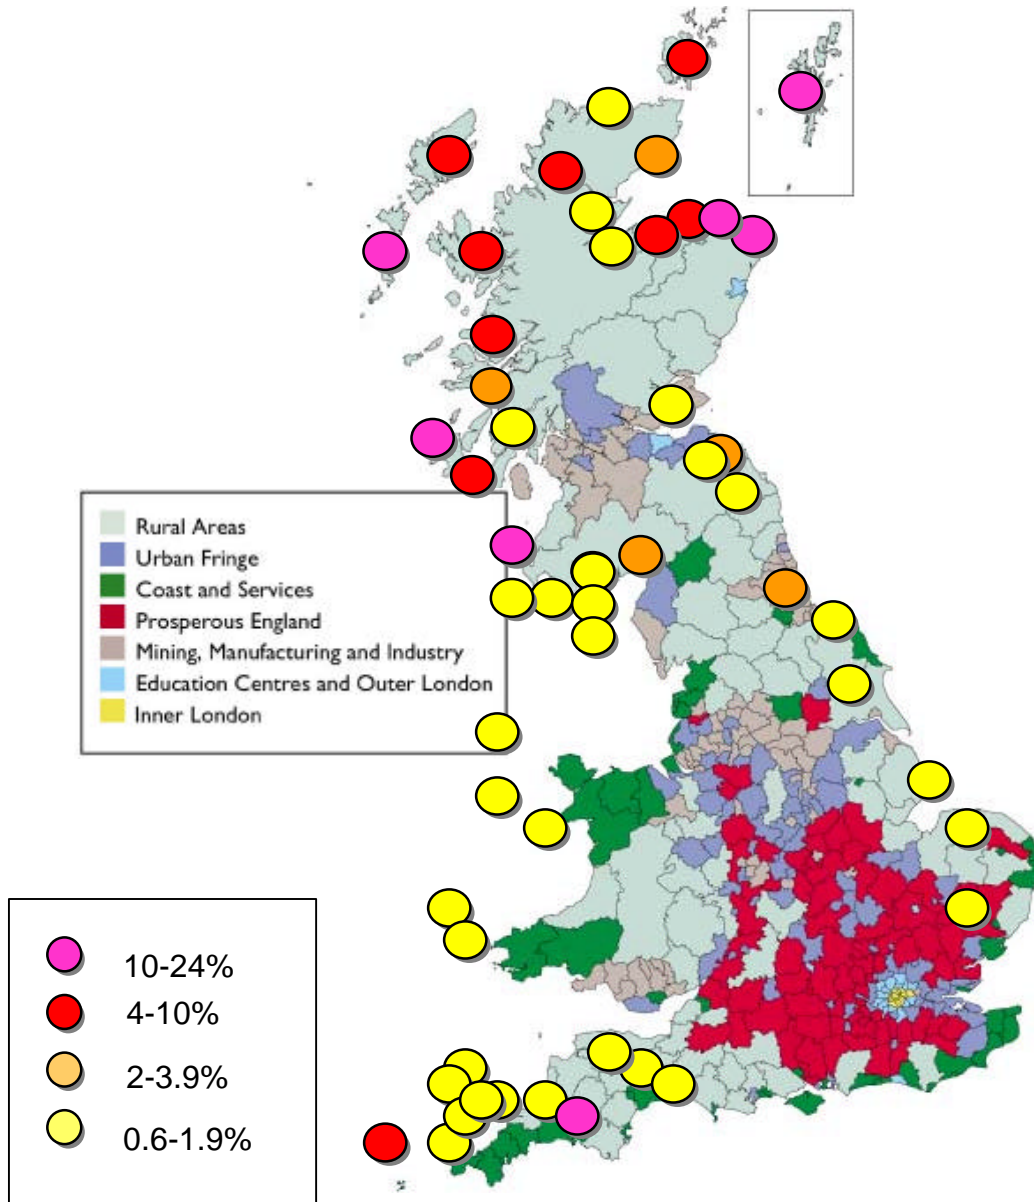 Rural Areas
Urban Fringe
Coast and Services
Prosperous England
Mining, Manufacturing and Industry
Education Centres and Outer London
Inner London
10-24%
4-10%
2-3.9%
0.6-1.9%